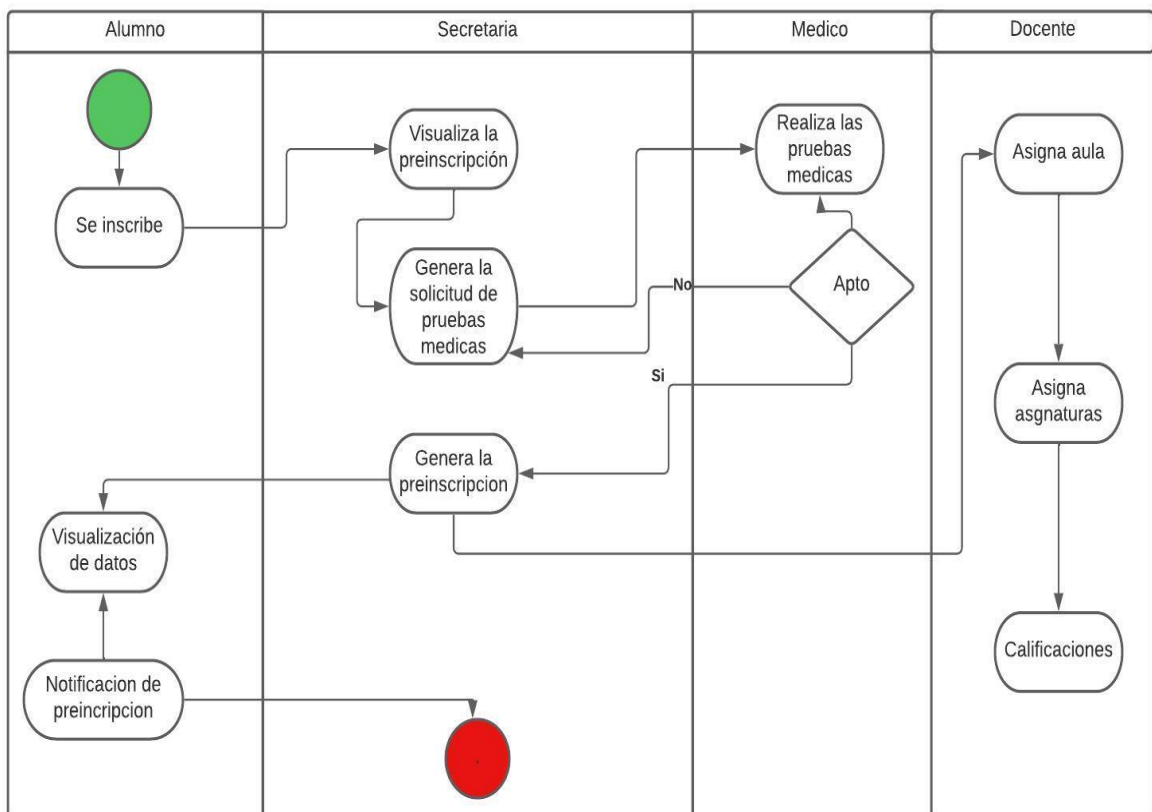 Alumno
Secretaria
Medico
Docente
Se inscribe
Visualiza la
preinscripción
Genera la
solicitud de
pruebas
medicas
Realiza las
pruebas
medicas
Apto
No
Si
Genera la
preinscripcion
Visualización
de datos
Notificacion de
preincripcion
Asigna aula
Asigna
asgnaturas
Calificaciones